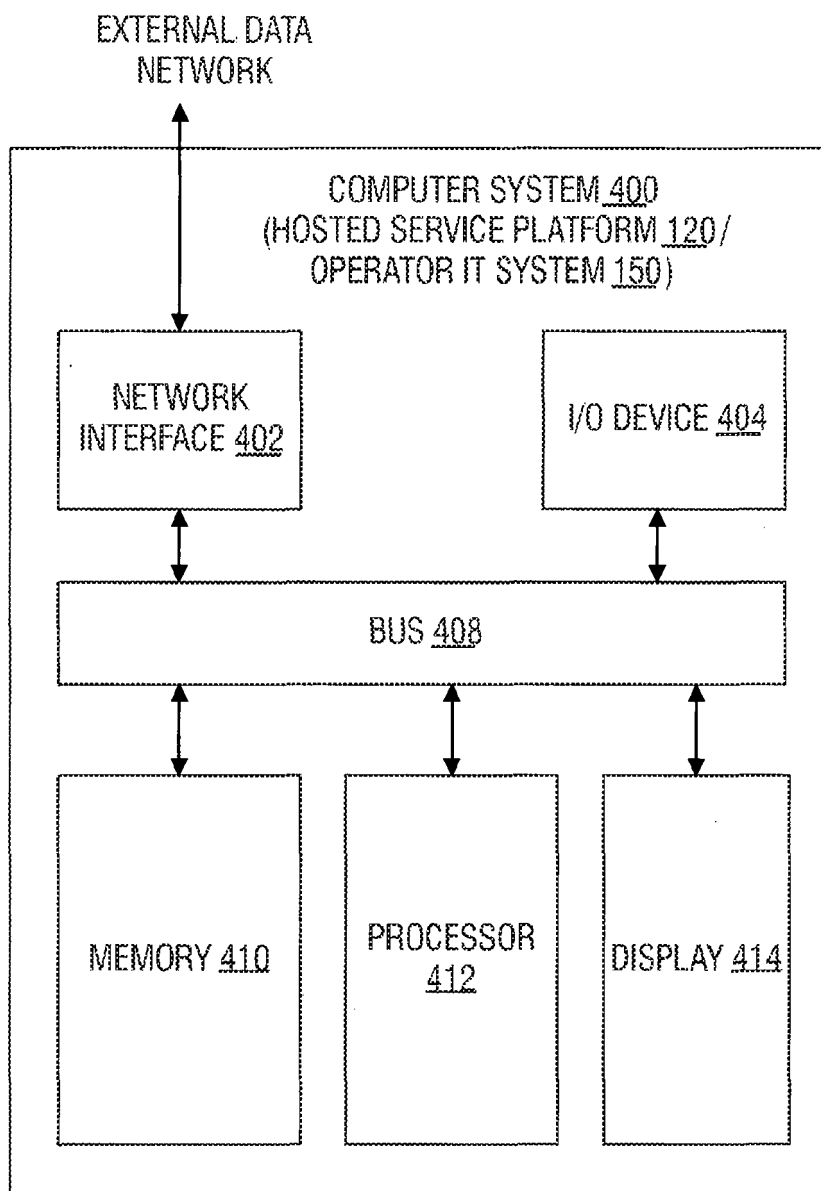 EXTERNAL DATA
NETWORK
COMPUTER SYSTEM 400
(HOSTED SERVICE PLATFORM 120/
OPERATOR IT SYSTEM 150)
NETWORK
INTERFACE 402
I/O DEVICE 404
BUS 408
MEMORY 410
PROCESSOR
412
DISPLAY 414